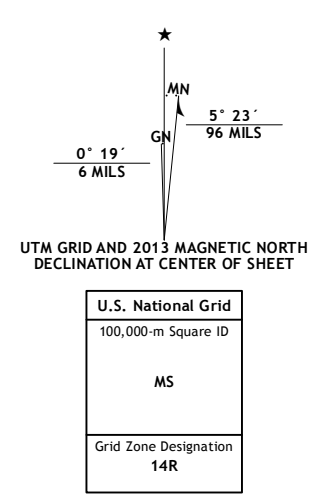 ★
MN
5° 23´
96 MILS
GN
0° 19´
6 MILS
UTM GRID AND 2013 MAGNETIC NORTH
DECLINATION AT CENTER OF SHEET
U.S. National Grid
100,000-m Square ID
MS
Grid Zone Designation
14R